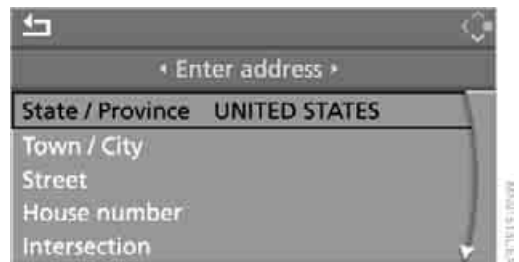 Enter address
State / Province UNITED STATES
Town / City
Street
House number
Intersection